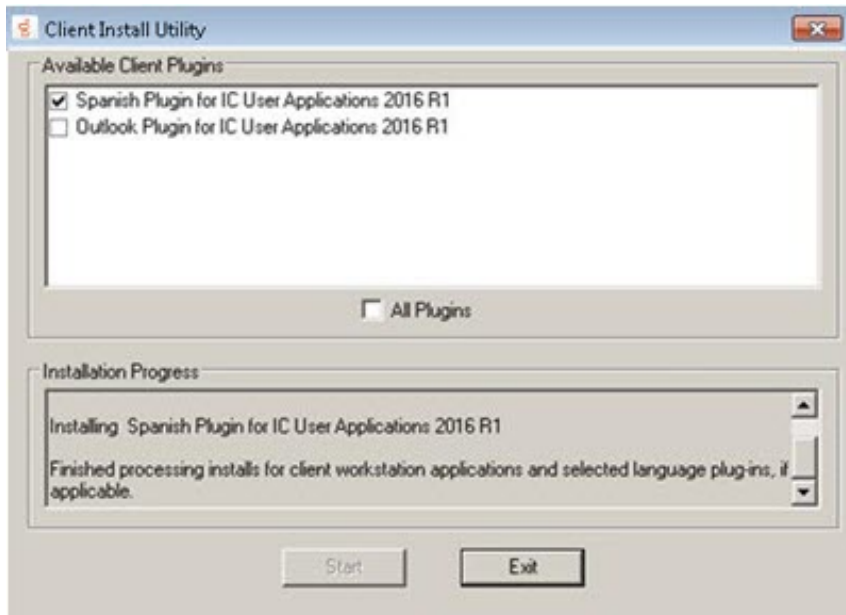 Client Install Utility
Available Client Plugins
Spanish Plugin for IC User Applications 2016 R1
Outlook Plugin for IC User Applications 2016 R1
All Plugins
Installation Progress
Installing Spanish Plugin for IC User Applications 2016 R1
Finished processing installs for client workstation applications and selected language plug-ins, if
applicable.
Start
Exit